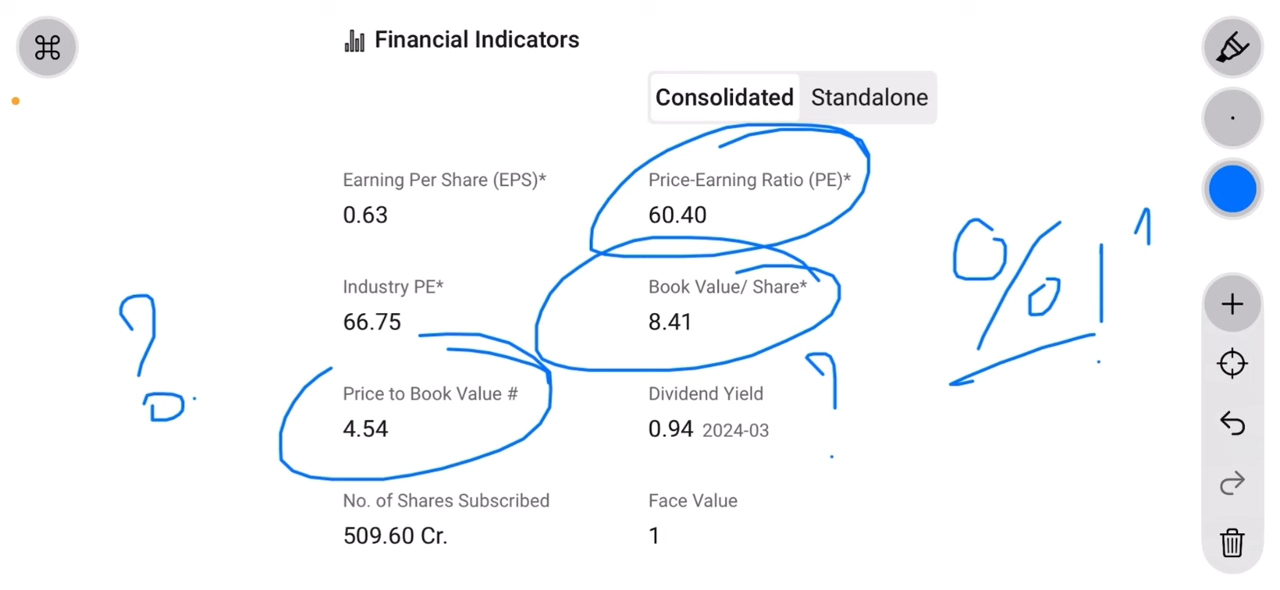 Financial Indicators
Consolidated Standalone
Earning Per Share (EPS)* Price-Earning Ratio (PE)*
0.63 60.40
Industry PE* Book Value/ Share*
66.75 8.41
Price to Book Value # Dividend Yield
4.54 0.94 2024-03
No. of Shares Subscribed Face Value
509.60 Cr. 1